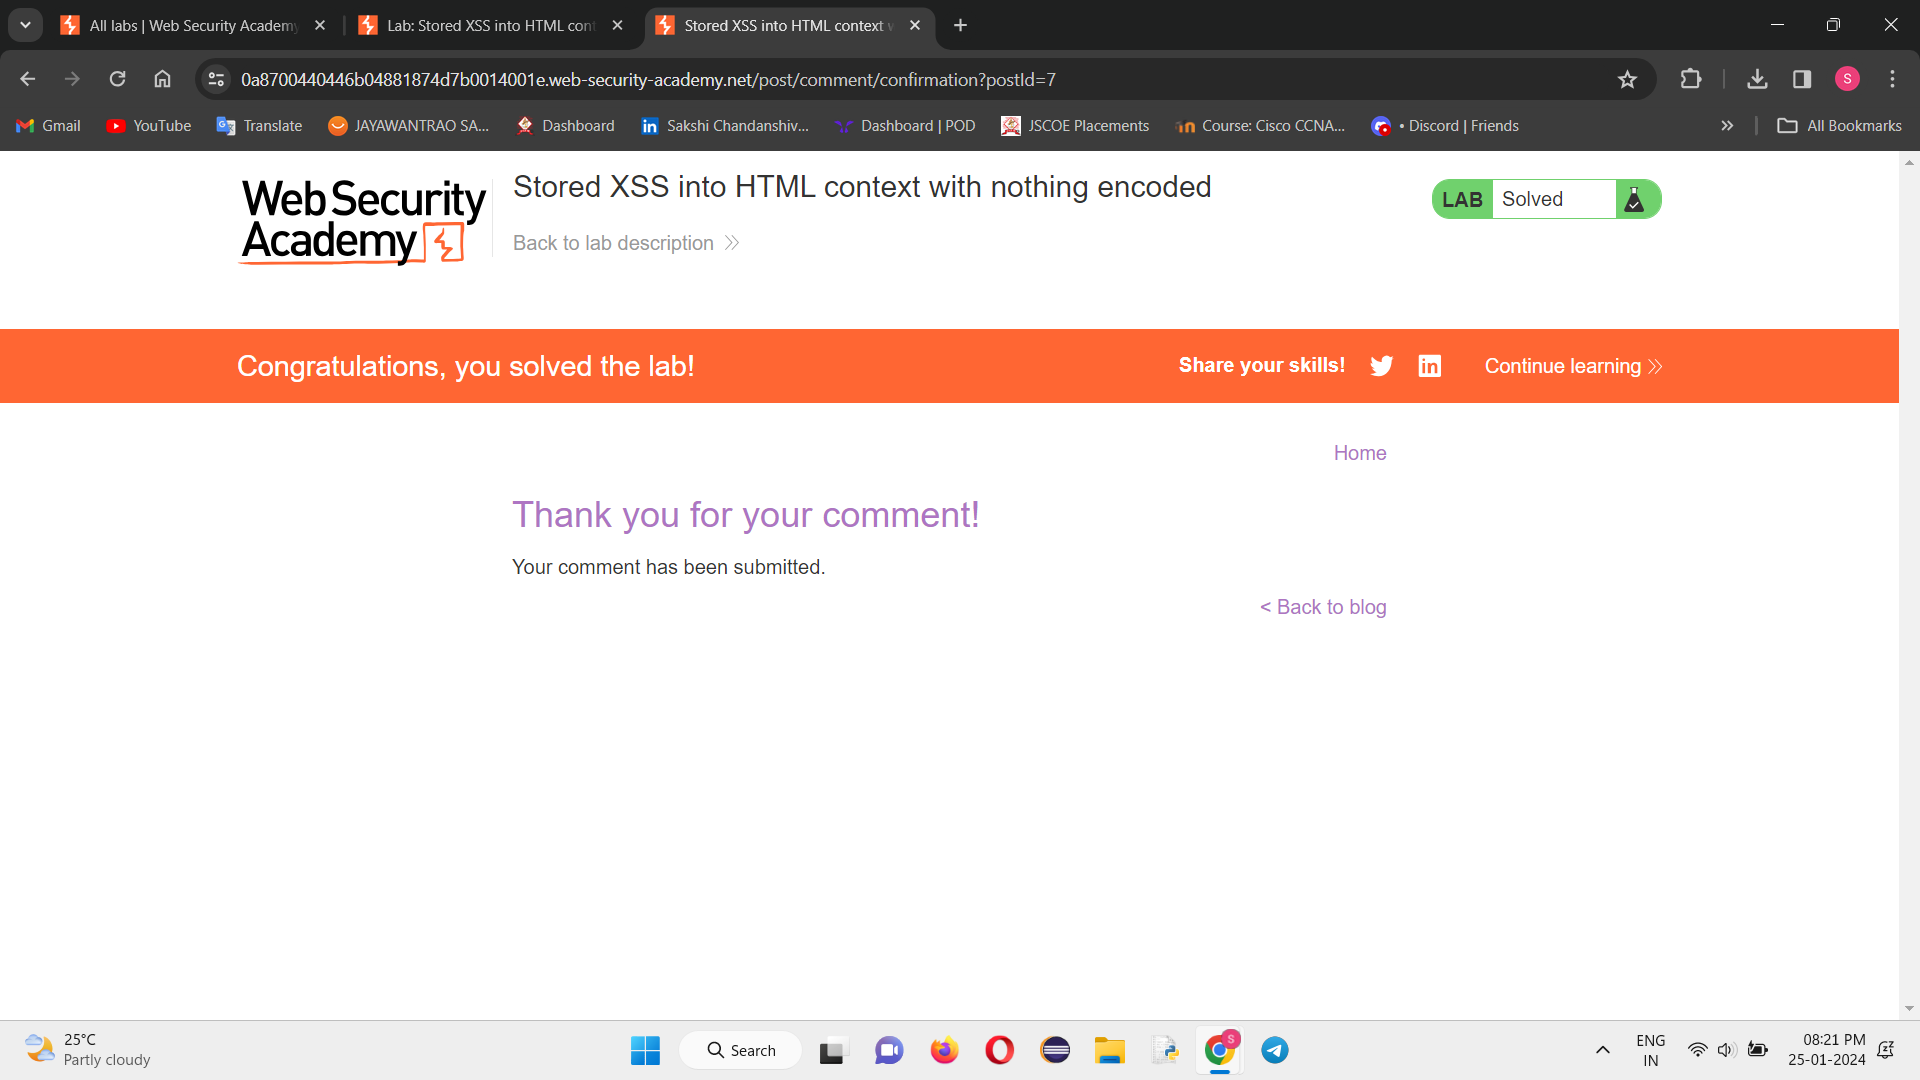 All labs | Web Security Academy
Lab: Stored XSS into HTML cont
Stored XSS into HTML context w
0a8700440446b04881874d7b0014001e.web-security-academy.net/post/comment/confirmation?postId=7
S
Gmail
YouTube
Translate
JAYAWANTRAO SA...
Dashboard
Sakshi Chandanshiv...
Dashboard | POD
JSCOE Placements
Course: Cisco CCNA...
• Discord | Friends
All Bookmarks
Web Security
Academy
Stored XSS into HTML context with nothing encoded
Back to lab description
LAB Solved
Congratulations, you solved the lab!
Share your skills!
Continue learning
Home
Thank you for your comment!
Your comment has been submitted.
< Back to blog
25°C
Partly cloudy
Search
S
ENG
IN
08:21 PM
25-01-2024